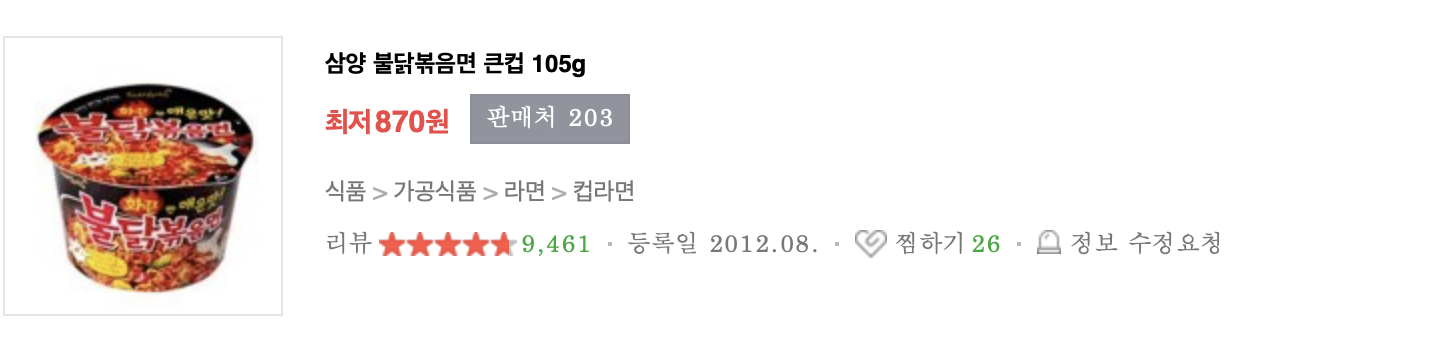 화끈한 매운맛!
불닭볶음면
화끈한 매운맛!
불닭볶음면
삼양 불닭볶음면 큰컵 105g
최저870원 판매처 203
식품 > 가공식품 > 라면 > 컵라면
리뷰 9,461 · 등록일 2012.08. · 찜하기 26 · 정보 수정요청